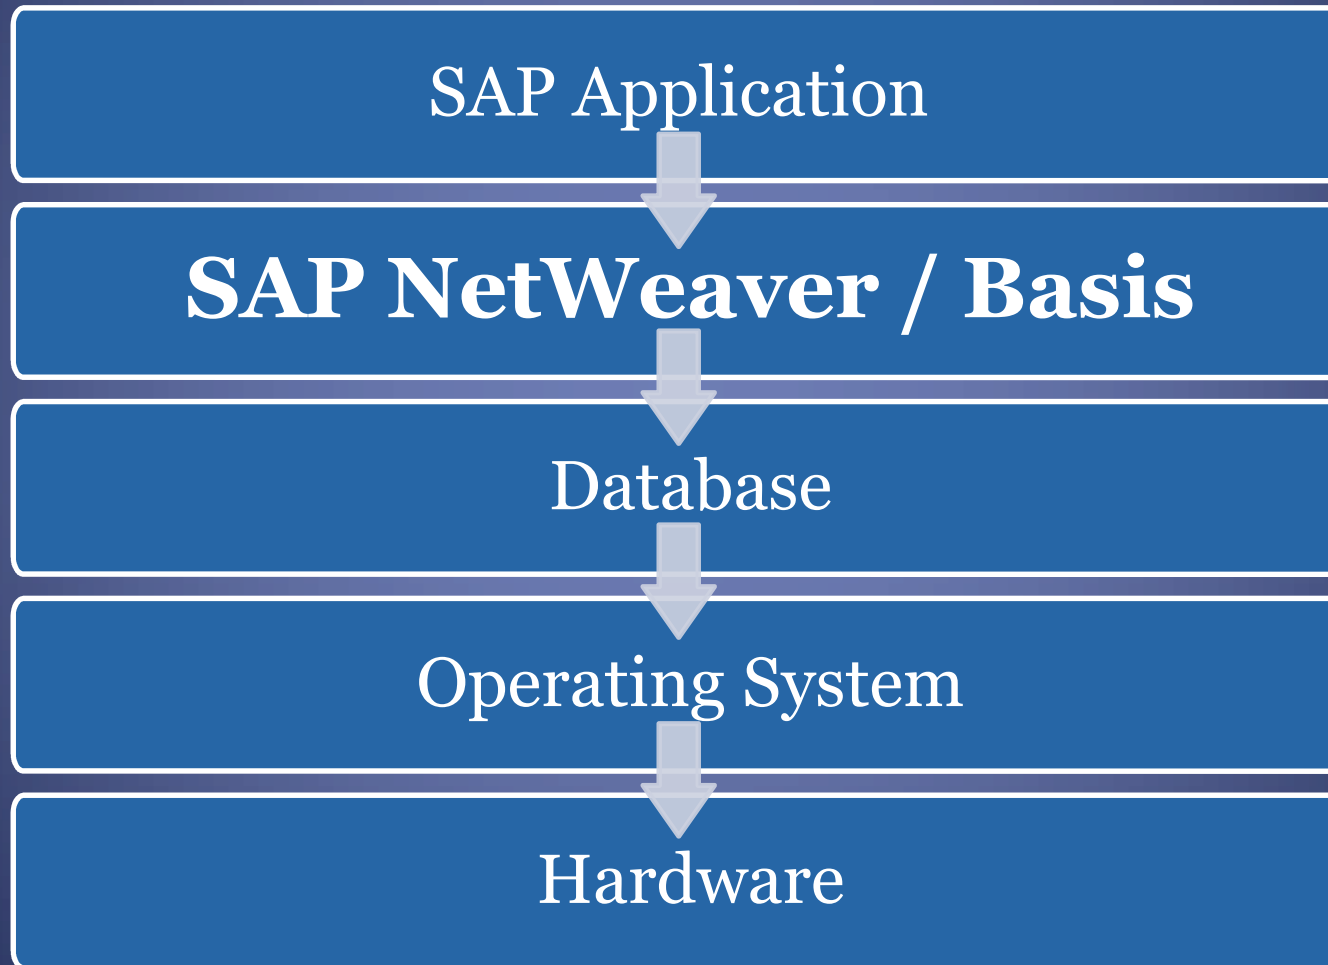 SAP Application
SAP NetWeaver / Basis
Database
Operating System
Hardware